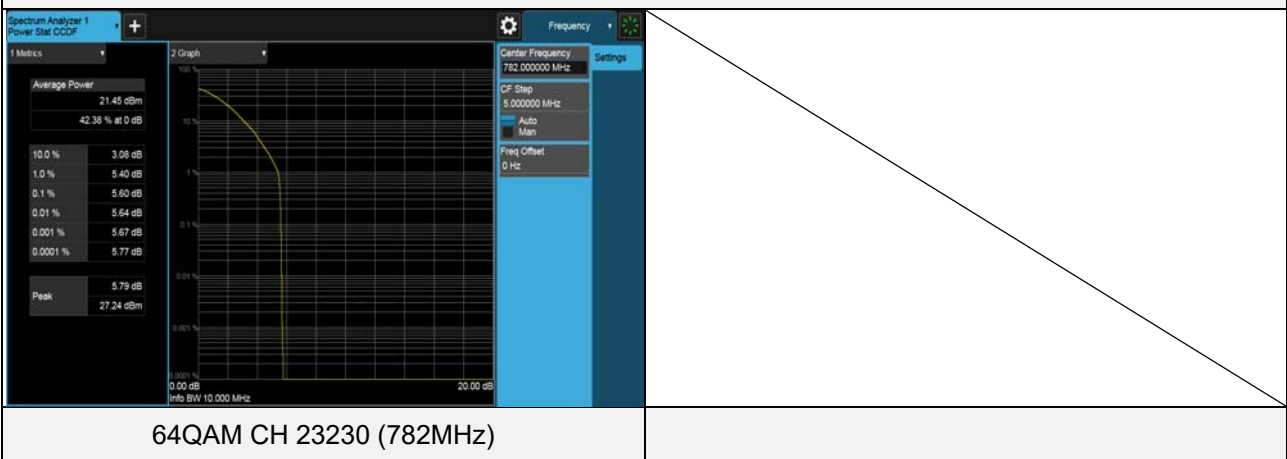 Spectrum Analyzer 1
Power Stat CCDF
+
Frequency
1 Metrics
2 Graph
Center Frequency
782.000000 MHz
Settings
CF Step
5.000000 MHz
Auto
Man
Freq Offset
0 Hz
Average Power
21.45 dBm
42.38 % at 0 dB
10.0 % 3.08 dB
1.0 % 5.40 dB
0.1 % 5.60 dB
0.01 % 5.64 dB
0.001 % 5.67 dB
0.0001 % 5.77 dB
Peak 5.79 dB
27.24 dBm
100 %
10 %
1 %
0.1 %
0.01 %
0.001 %
0.0001 %
0.00 dB 20.00 dB
Info BW 10.000 MHz
64QAM CH 23230 (782MHz)